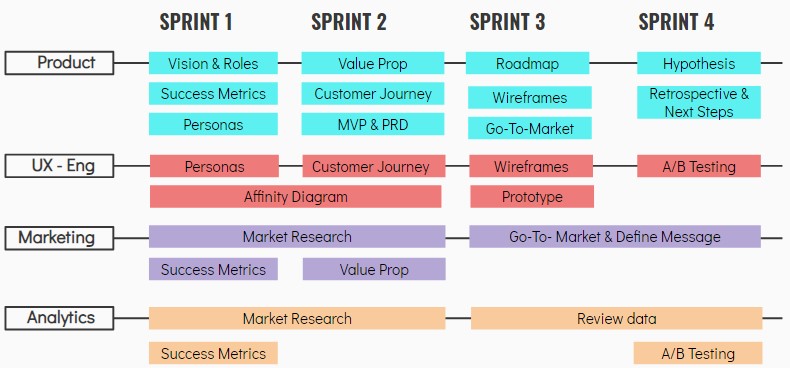 SPRINT 1 SPRINT 2 SPRINT 3 SPRINT 4
Product Vision & Roles Value Prop Roadmap Hypothesis
Success Metrics Customer Journey Wireframes Retrospective &
Next Steps
Personas MVP & PRD Go-To-Market
UX - Eng Personas Customer Journey Wireframes A/B Testing
Affinity Diagram Prototype
Marketing Market Research Go-To- Market & Define Message
Success Metrics Value Prop
Analytics Market Research Review data
Success Metrics A/B Testing